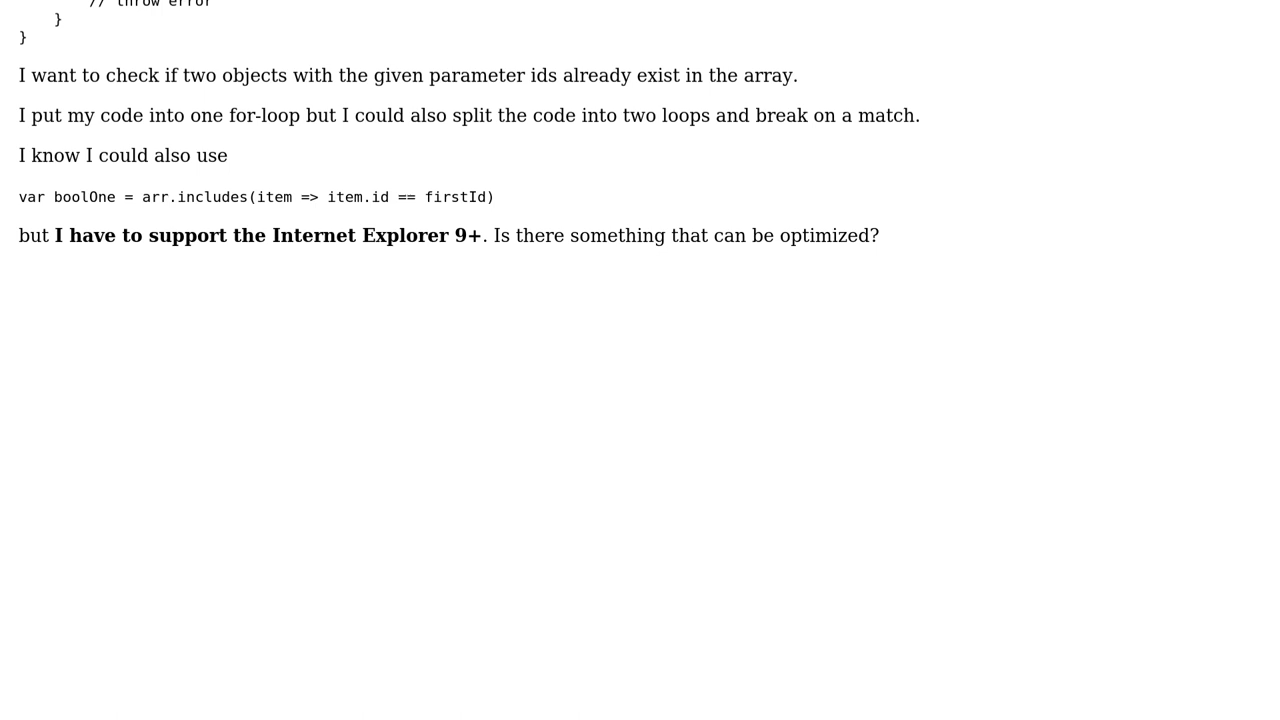 // throw error
    }
}
I want to check if two objects with the given parameter ids already exist in the array.
I put my code into one for-loop but I could also split the code into two loops and break on a match.
I know I could also use
var boolOne = arr.includes(item => item.id == firstId)
but I have to support the Internet Explorer 9+. Is there something that can be optimized?